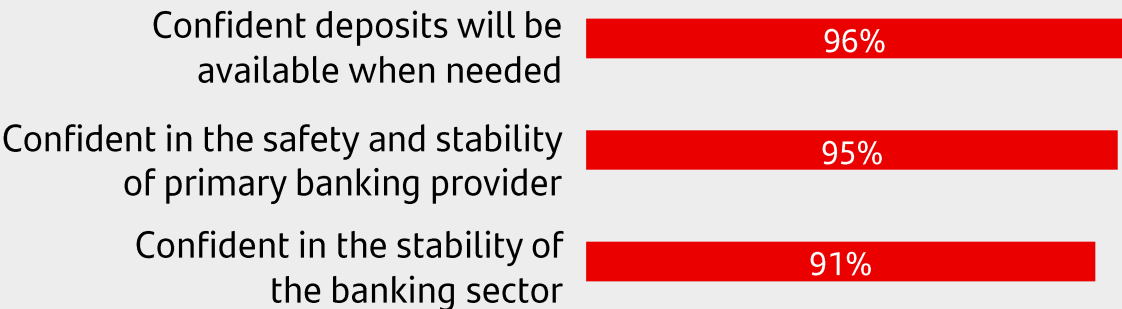 Confident deposits will be
available when needed
96%
Confident in the safety and stability
of primary banking provider
95%
Confident in the stability of
the banking sector
91%